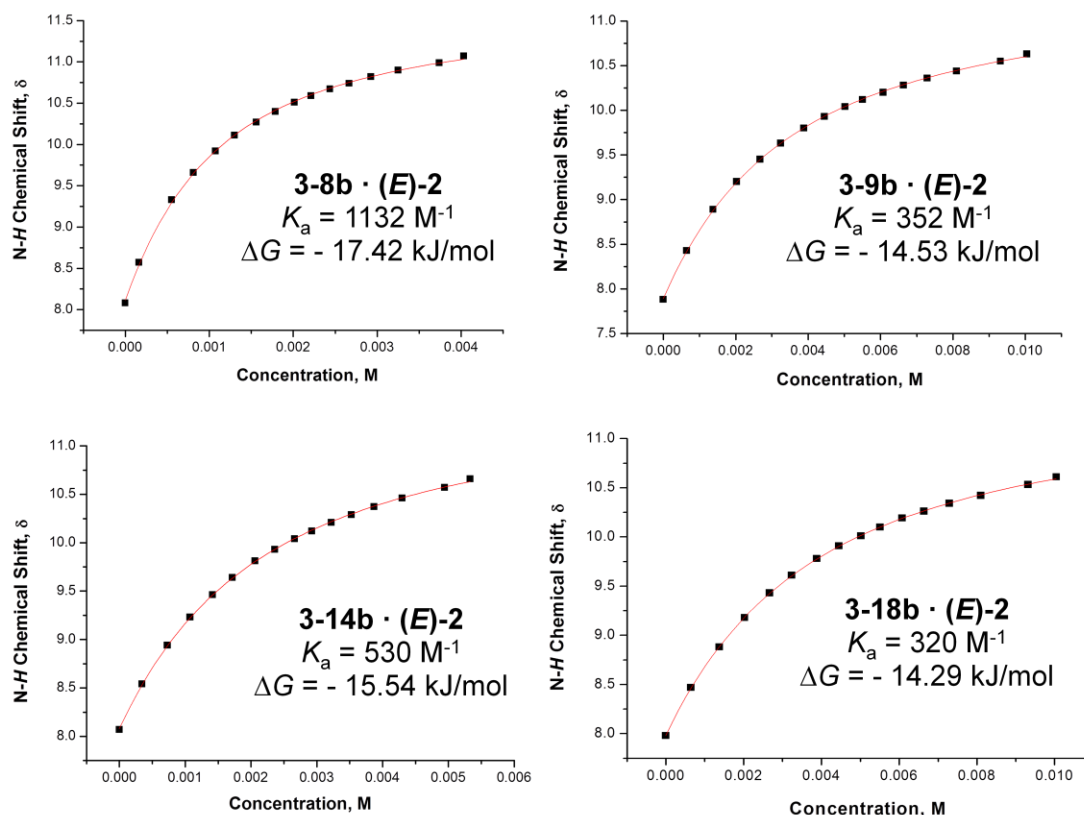 11.5
11.0
10.5
10.0
9.5
9.0
8.5
8.0
N-H Chemical Shift, δ
3-8b · (E)-2
Ka = 1132 M-1
ΔG = - 17.42 kJ/mol
0.000 0.001 0.002 0.003 0.004
Concentration, M
11.0
10.5
10.0
9.5
9.0
8.5
8.0
7.5
N-H Chemical Shift, δ
3-9b · (E)-2
Ka = 352 M-1
ΔG = - 14.53 kJ/mol
0.000 0.002 0.004 0.006 0.008 0.010
Concentration, M
11.0
10.5
10.0
9.5
9.0
8.5
8.0
N-H Chemical Shift, δ
3-14b · (E)-2
Ka = 530 M-1
ΔG = - 15.54 kJ/mol
0.000 0.001 0.002 0.003 0.004 0.005 0.006
Concentration, M
11.0
10.5
10.0
9.5
9.0
8.5
8.0
N-H Chemical Shift, δ
3-18b · (E)-2
Ka = 320 M-1
ΔG = - 14.29 kJ/mol
0.000 0.002 0.004 0.006 0.008 0.010
Concentration, M